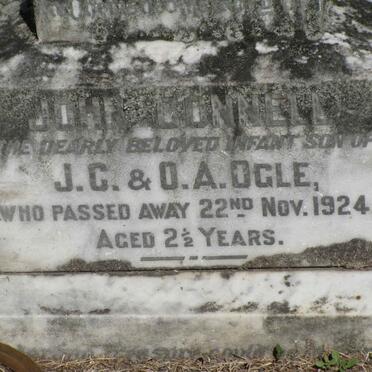 JOHN CONNELL
THE DEARLY BELOVED INFANT SON OF
J.C. & O.A. OGLE,
WHO PASSED AWAY 22ND NOV. 1924
AGED 2½ YEARS.